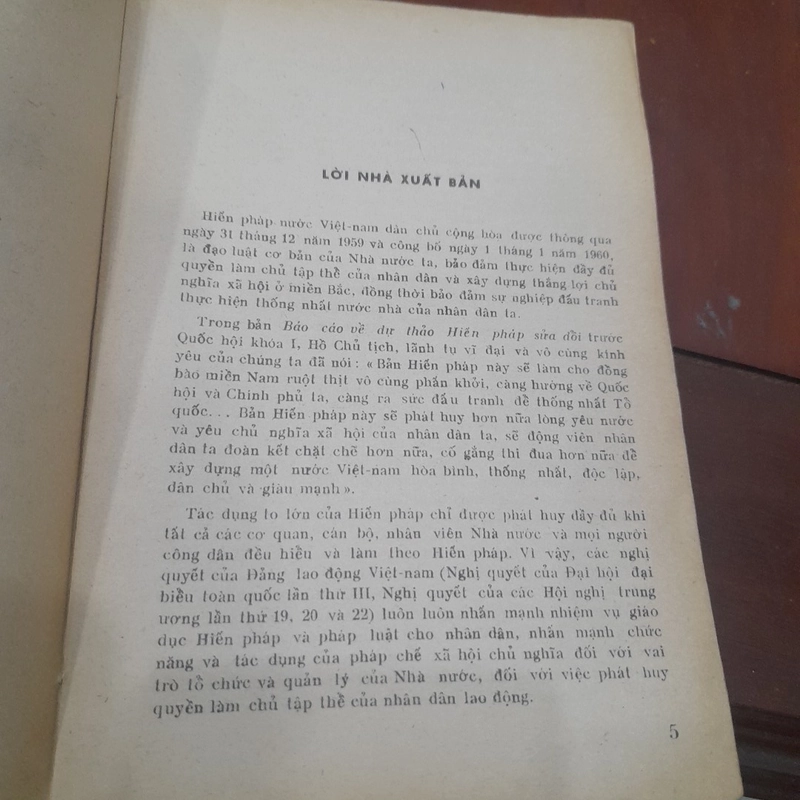 LỜI NHÀ XUẤT BẢN
Hiến pháp nước Việt-nam dân chủ cộng hòa được thông qua
ngày 31 tháng 12 năm 1959 và công bố ngày 1 tháng 1 năm 1960,
là đạo luật cơ bản của Nhà nước ta, bảo đảm thực hiện đầy đủ
quyền làm chủ tập thể của nhân dân và xây dựng thắng lợi chủ
nghĩa xã hội ở miền Bắc, đồng thời bảo đảm sự nghiệp đấu tranh
thực hiện thống nhất nước nhà của nhân dân ta.
Trong bản Báo cáo về dự thảo Hiến pháp sửa đổi trước
Quốc hội khóa I, Hồ Chủ tịch, lãnh tụ vĩ đại và vô cùng kính
yêu của chúng ta đã nói : « Bản Hiến pháp này sẽ làm cho đồng
bào miền Nam ruột thịt vô cùng phấn khởi, càng hướng về Quốc
hội và Chính phủ ta, càng ra sức đấu tranh để thống nhất Tổ
quốc... Bản Hiến pháp này sẽ phát huy hơn nữa lòng yêu nước
và yêu chủ nghĩa xã hội của nhân dân ta, sẽ động viên nhân
dân ta đoàn kết chặt chẽ hơn nữa, cố gắng thi đua hơn nữa để
xây dựng một nước Việt-nam hòa bình, thống nhất, độc lập,
dân chủ và giàu mạnh ».
Tác dụng to lớn của Hiến pháp chỉ được phát huy đầy đủ khi
tất cả các cơ quan, cán bộ, nhân viên Nhà nước và mọi người
công dân đều hiểu và làm theo Hiến pháp. Vì vậy, các nghị
quyết của Đảng lao động Việt-nam (Nghị quyết của Đại hội đại
biểu toàn quốc lần thứ III, Nghị quyết của các Hội nghị trung
ương lần thứ 19, 20 và 22) luôn luôn nhấn mạnh nhiệm vụ giáo
dục Hiến pháp và pháp luật cho nhân dân, nhấn mạnh chức
năng và tác dụng của pháp chế xã hội chủ nghĩa đối với vai
trò tổ chức và quản lý của Nhà nước, đối với việc phát huy
quyền làm chủ tập thể của nhân dân lao động.
5